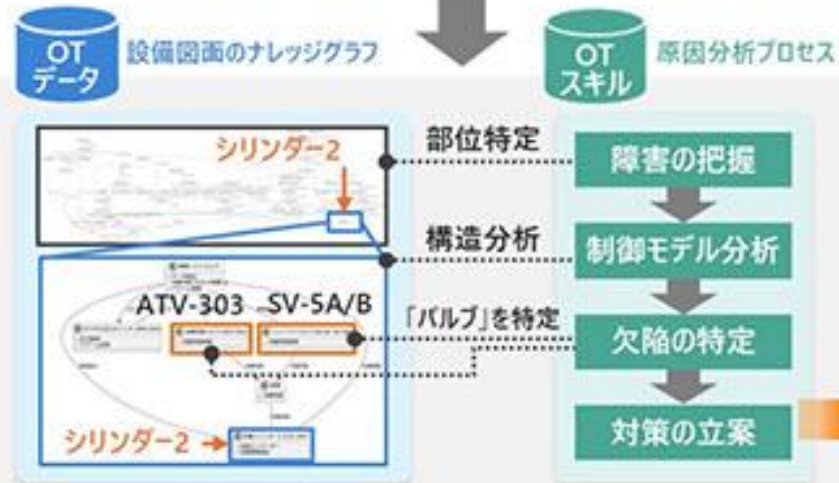 OT
データ
設備図面のナレッジグラフ
OT
スキル
原因分析プロセス
シリンダー2
部位特定
障害の把握
構造分析
制御モデル分析
ATV-303
SV-5A/B
「バルブ」を特定
欠陥の特定
シリンダー2
対策の立案